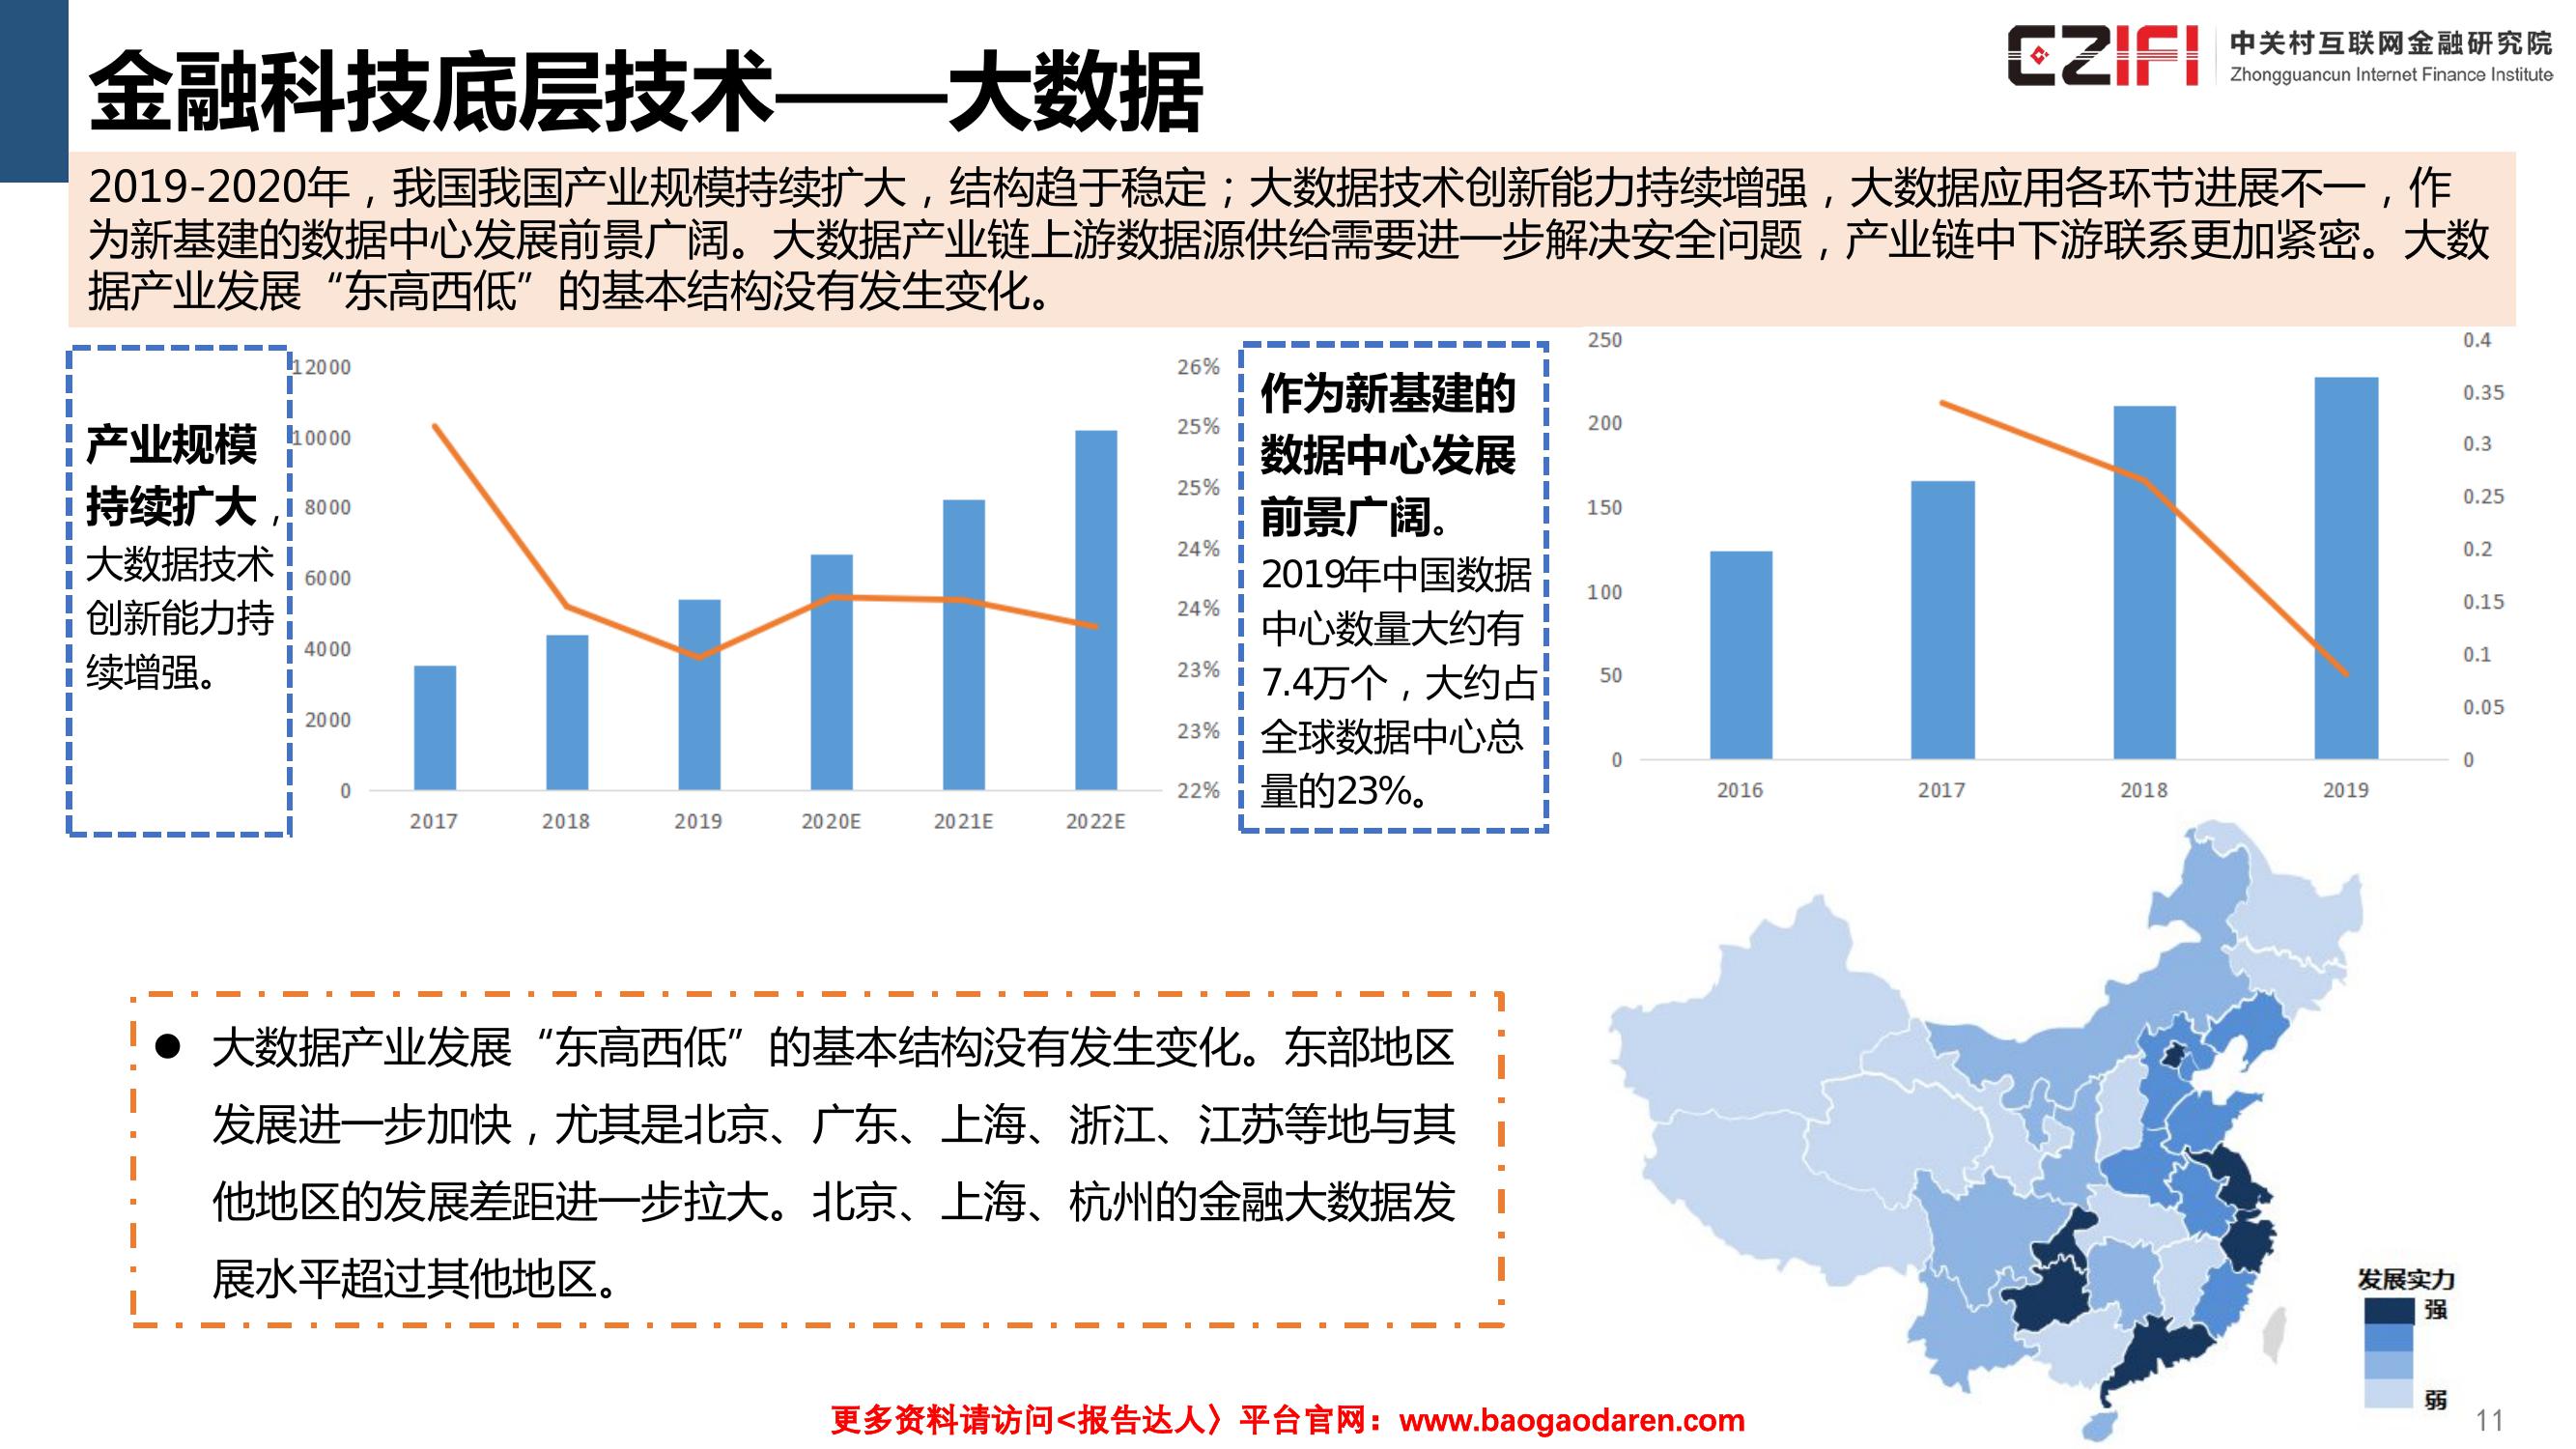 金融科技底层技术——大数据
CZIFI
中关村互联网金融研究院
Zhongguancun Internet Finance Institute
2019-2020年，我国我国产业规模持续扩大，结构趋于稳定；大数据技术创新能力持续增强，大数据应用各环节进展不一，作
为新基建的数据中心发展前景广阔。大数据产业链上游数据源供给需要进一步解决安全问题，产业链中下游联系更加紧密。大数
据产业发展“东高西低”的基本结构没有发生变化。
产业规模
持续扩大，
大数据技术
创新能力持
续增强。
12000
10000
8000
6000
4000
2000
0
26%
25%
25%
24%
24%
23%
23%
22%
2017 2018 2019 2020E 2021E 2022E
作为新基建的
数据中心发展
前景广阔。
2019年中国数据
中心数量大约有
7.4万个，大约占
全球数据中心总
量的23%。
250
200
150
100
50
0
0.4
0.35
0.3
0.25
0.2
0.15
0.1
0.05
0
2016 2017 2018 2019
● 大数据产业发展“东高西低”的基本结构没有发生变化。东部地区
发展进一步加快，尤其是北京、广东、上海、浙江、江苏等地与其
他地区的发展差距进一步拉大。北京、上海、杭州的金融大数据发
展水平超过其他地区。
发展实力
强
弱
更多资料请访问<报告达人〉平台官网：www.baogaodaren.com
11